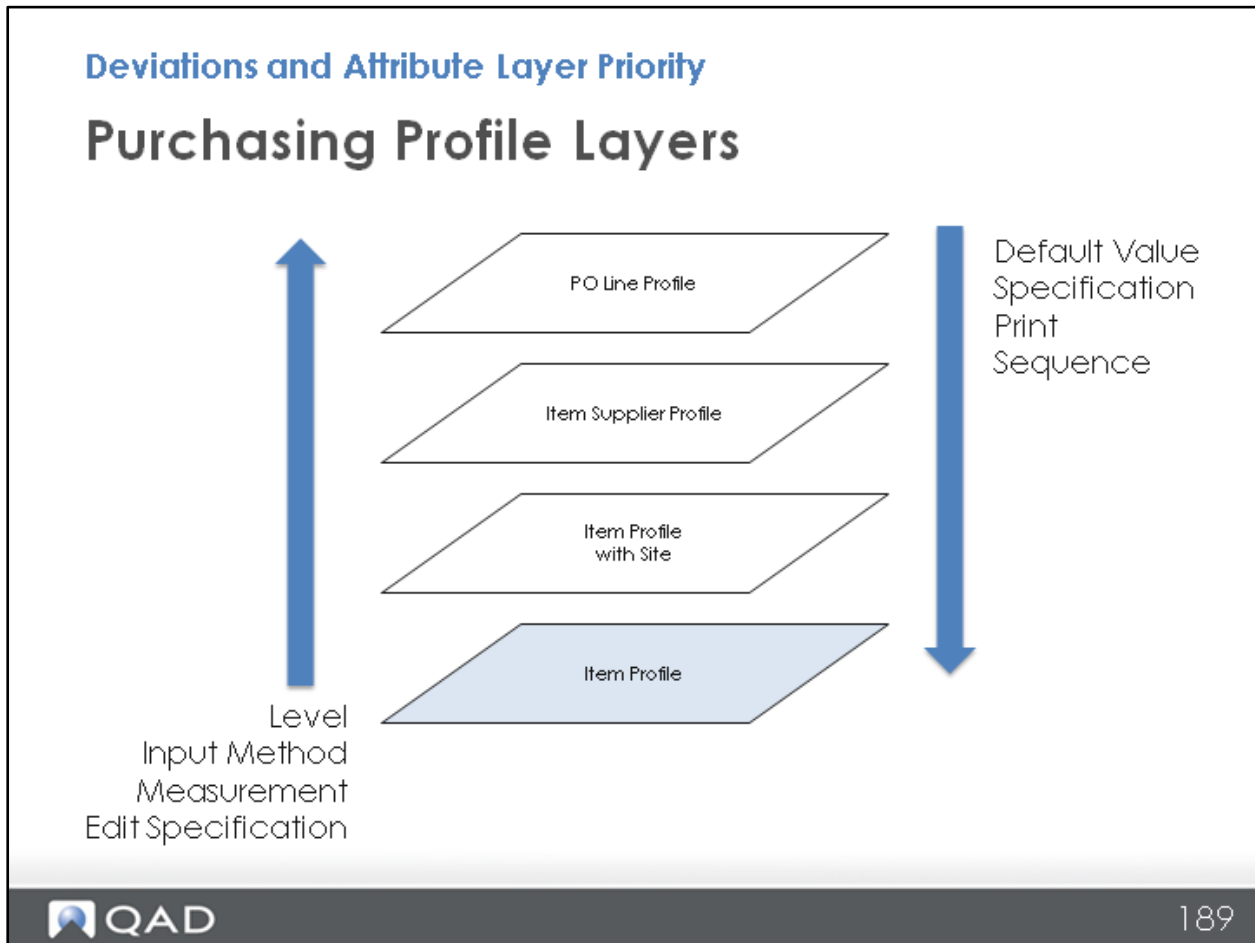 Deviations and Attribute Layer Priority
Purchasing Profile Layers
PO Line Profile
Item Supplier Profile
Item Profile
with Site
Item Profile
Default Value
Specification
Print
Sequence
Level
Input Method
Measurement
Edit Specification
QAD
189